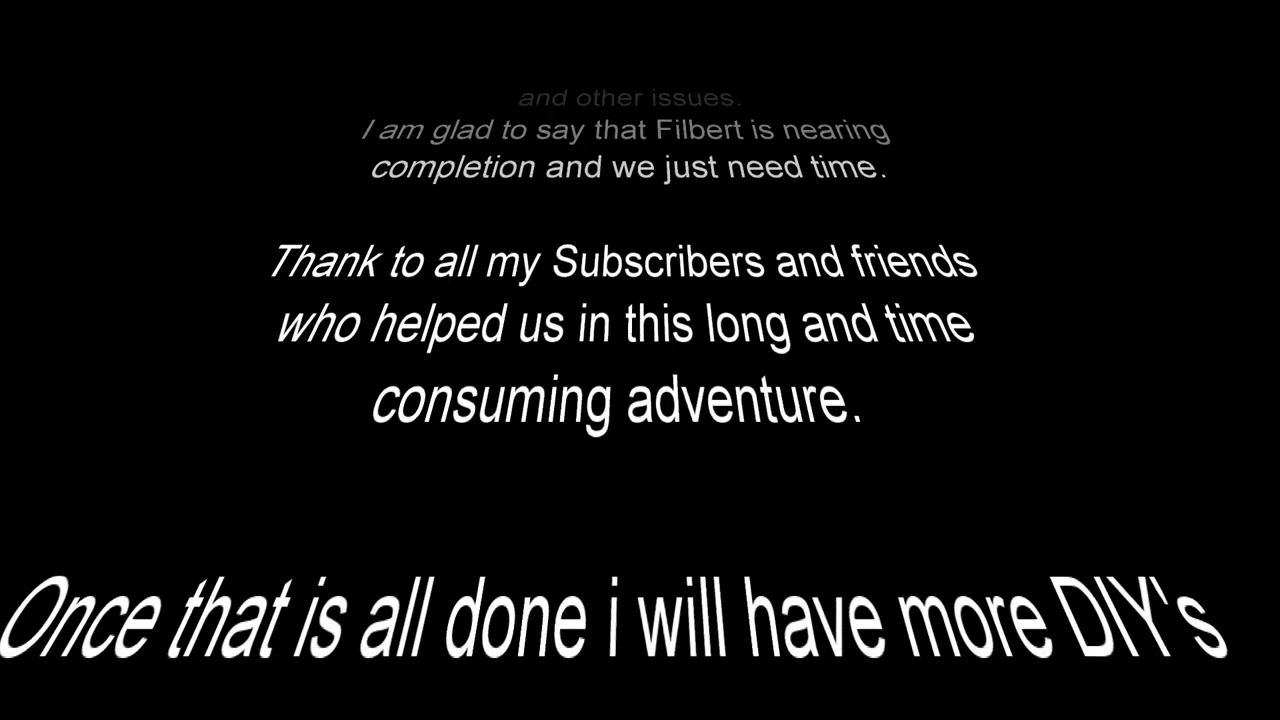 and other issues.
I am glad to say that Filbert is nearing
completion and we just need time.
Thank to all my Subscribers and friends
who helped us in this long and time
consuming adventure.
Once that is all done i will have more DIY's